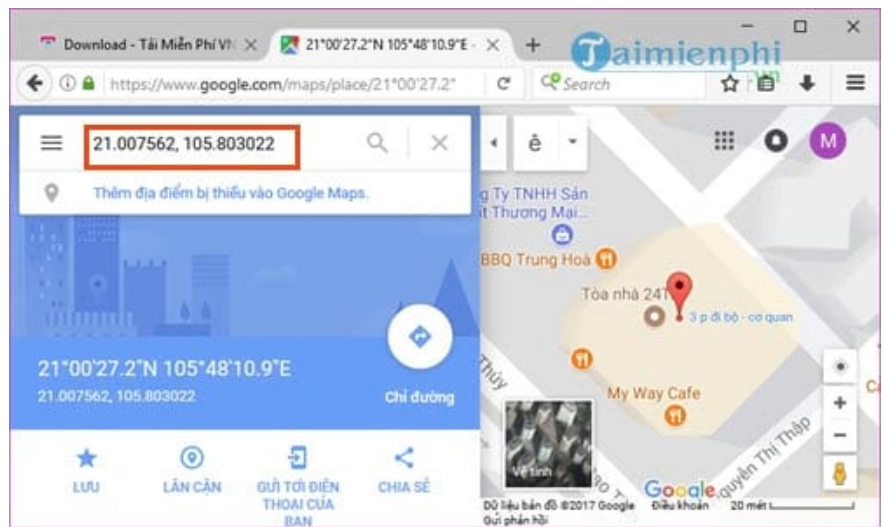 Download - Tải Miễn Phí VN
21°00'27.2"N 105°48'10.9"E -
Taimienphi
.vn
https://www.google.com/maps/place/21°00'27.2"
Search
21.007562, 105.803022
ê
M
Thêm địa điểm bị thiếu vào Google Maps.
g Ty TNHH Sản
t Thương Mại...
BBQ Trung Hoà
Tòa nhà 24T
3 p đi bộ - cơ quan
21°00'27.2"N 105°48'10.9"E
21.007562, 105.803022
Chỉ đường
Thúy
My Way Cafe
Nguyễn Thị Thập
Vệ tinh
LƯU
LÂN CẬN
GỬI TỚI ĐIỆN
THOẠI CỦA
BẠN
CHIA SẺ
Google
Dữ liệu bản đồ ©2017 Google
Điều khoản
20 mét
Gửi phản hồi